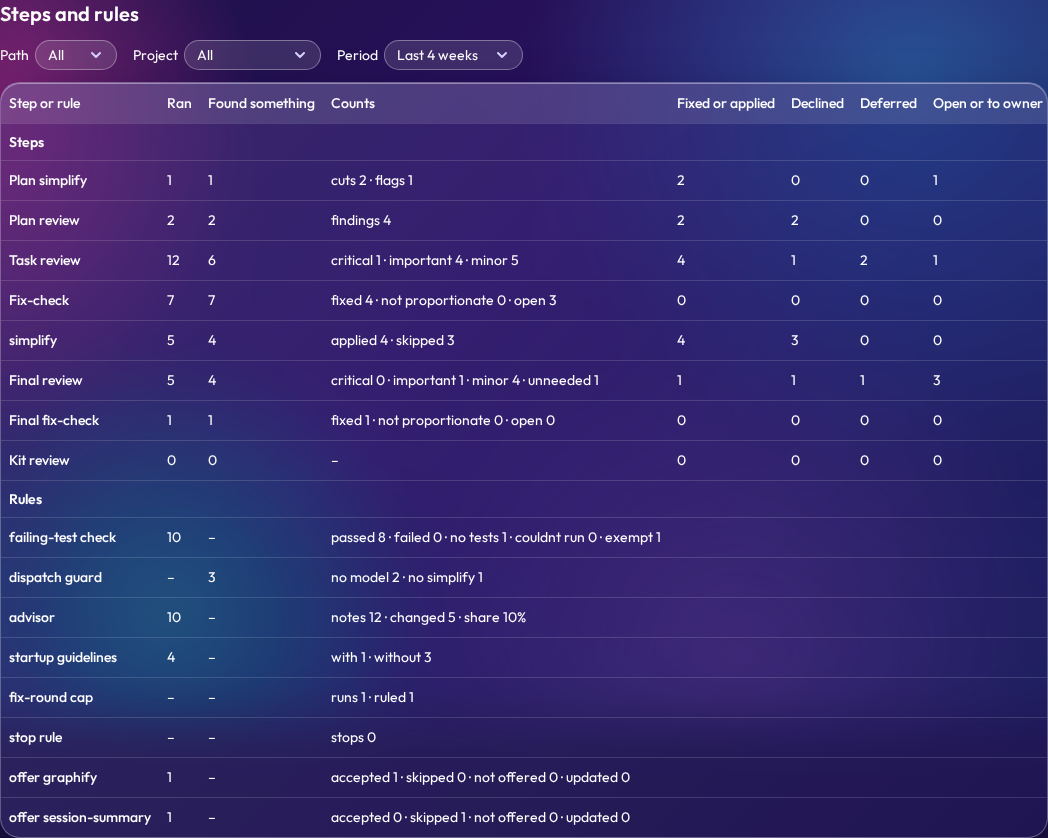 Steps and rules
Path All Project All Period Last 4 weeks
Step or rule Ran Found something Counts Fixed or applied Declined Deferred Open or to owner
Steps
Plan simplify 1 1 cuts 2 · flags 1 2 0 0 1
Plan review 2 2 findings 4 2 2 0 0
Task review 12 6 critical 1 · important 4 · minor 5 4 1 2 1
Fix-check 7 7 fixed 4 · not proportionate 0 · open 3 0 0 0 0
simplify 5 4 applied 4 · skipped 3 4 3 0 0
Final review 5 4 critical 0 · important 1 · minor 4 · unneeded 1 1 1 1 3
Final fix-check 1 1 fixed 1 · not proportionate 0 · open 0 0 0 0 0
Kit review 0 0 – 0 0 0 0
Rules
failing-test check 10 – passed 8 · failed 0 · no tests 1 · couldnt run 0 · exempt 1
dispatch guard – 3 no model 2 · no simplify 1
advisor 10 – notes 12 · changed 5 · share 10%
startup guidelines 4 – with 1 · without 3
fix-round cap – – runs 1 · ruled 1
stop rule – – stops 0
offer graphify 1 – accepted 1 · skipped 0 · not offered 0 · updated 0
offer session-summary 1 – accepted 0 · skipped 1 · not offered 0 · updated 0